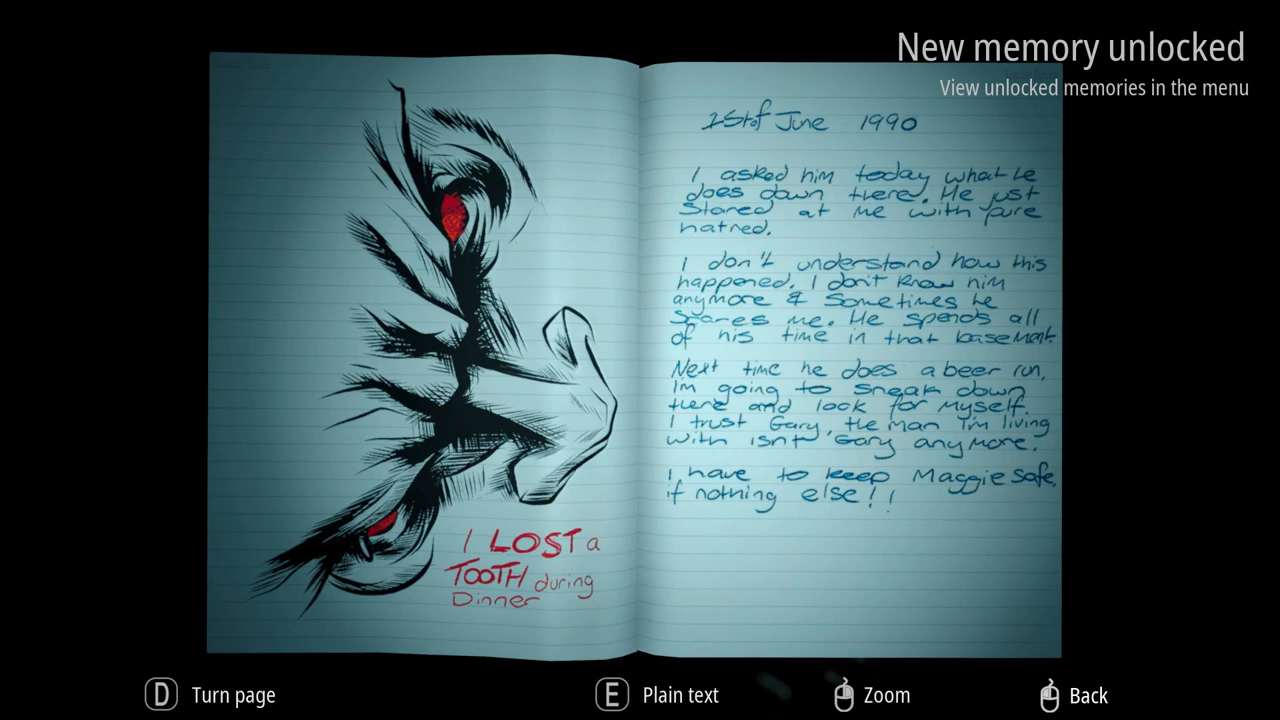 New memory unlocked
View unlocked memories in the menu
I LOST a
TOOTH during
Dinner
1st of June 1990
I asked him today what he
does down there. He just
Stared at me with pure
hatred.
I don't understand how this
happened. I don't know him
anymore & Sometimes he
Scares me. He spends all
of his time in that basement.
Next time he does a beer run,
I'm going to sneak down
there and look for myself.
I trust Gary, the man I'm living
with isn't Gary anymore.
I have to keep Maggie safe,
if nothing else!!
D Turn page
E Plain text
Zoom
Back